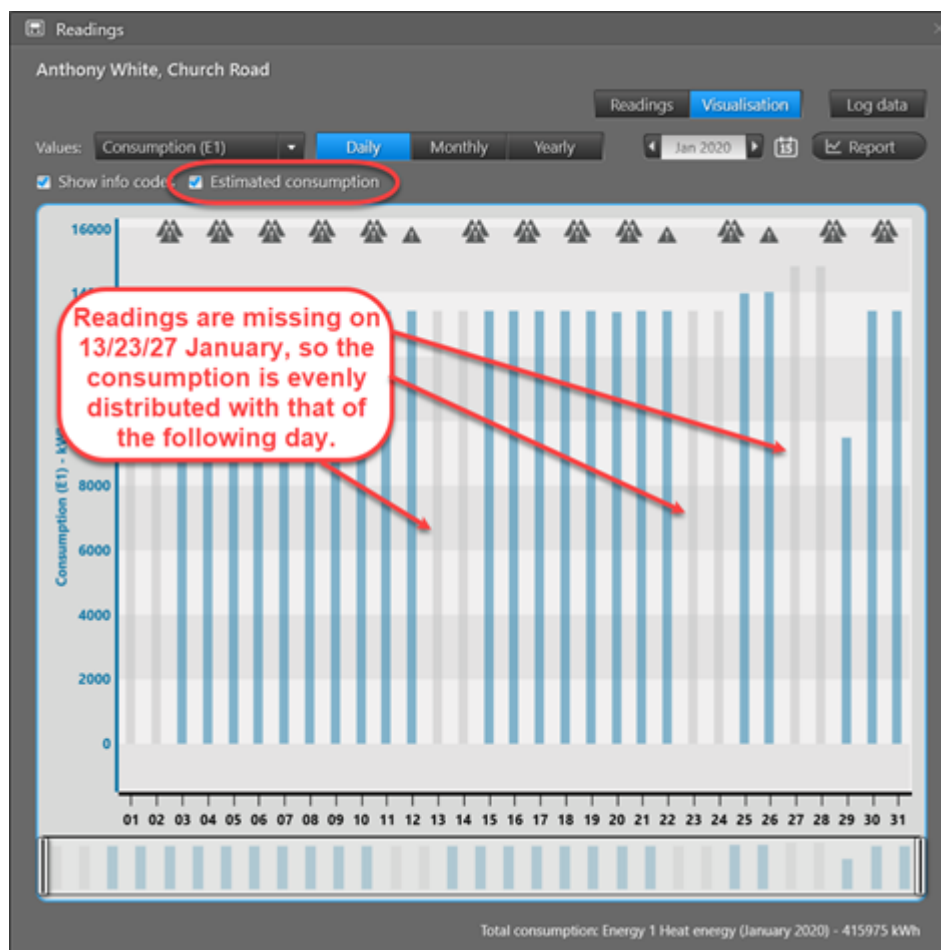 Readings
Anthony White, Church Road
Readings Visualisation Log data
Values: Consumption (E1) Daily Monthly Yearly Jan 2020 15 Report
Show info code Estimated consumption
16000
Readings are missing on
13/23/27 January, so the
consumption is evenly
distributed with that of
the following day.
8000
6000
4000
2000
0
Consumption (E1) - kW
01 02 03 04 05 06 07 08 09 10 11 12 13 14 15 16 17 18 19 20 21 22 23 24 25 26 27 28 29 30 31
Total consumption: Energy 1 Heat energy (January 2020) - 415975 kWh